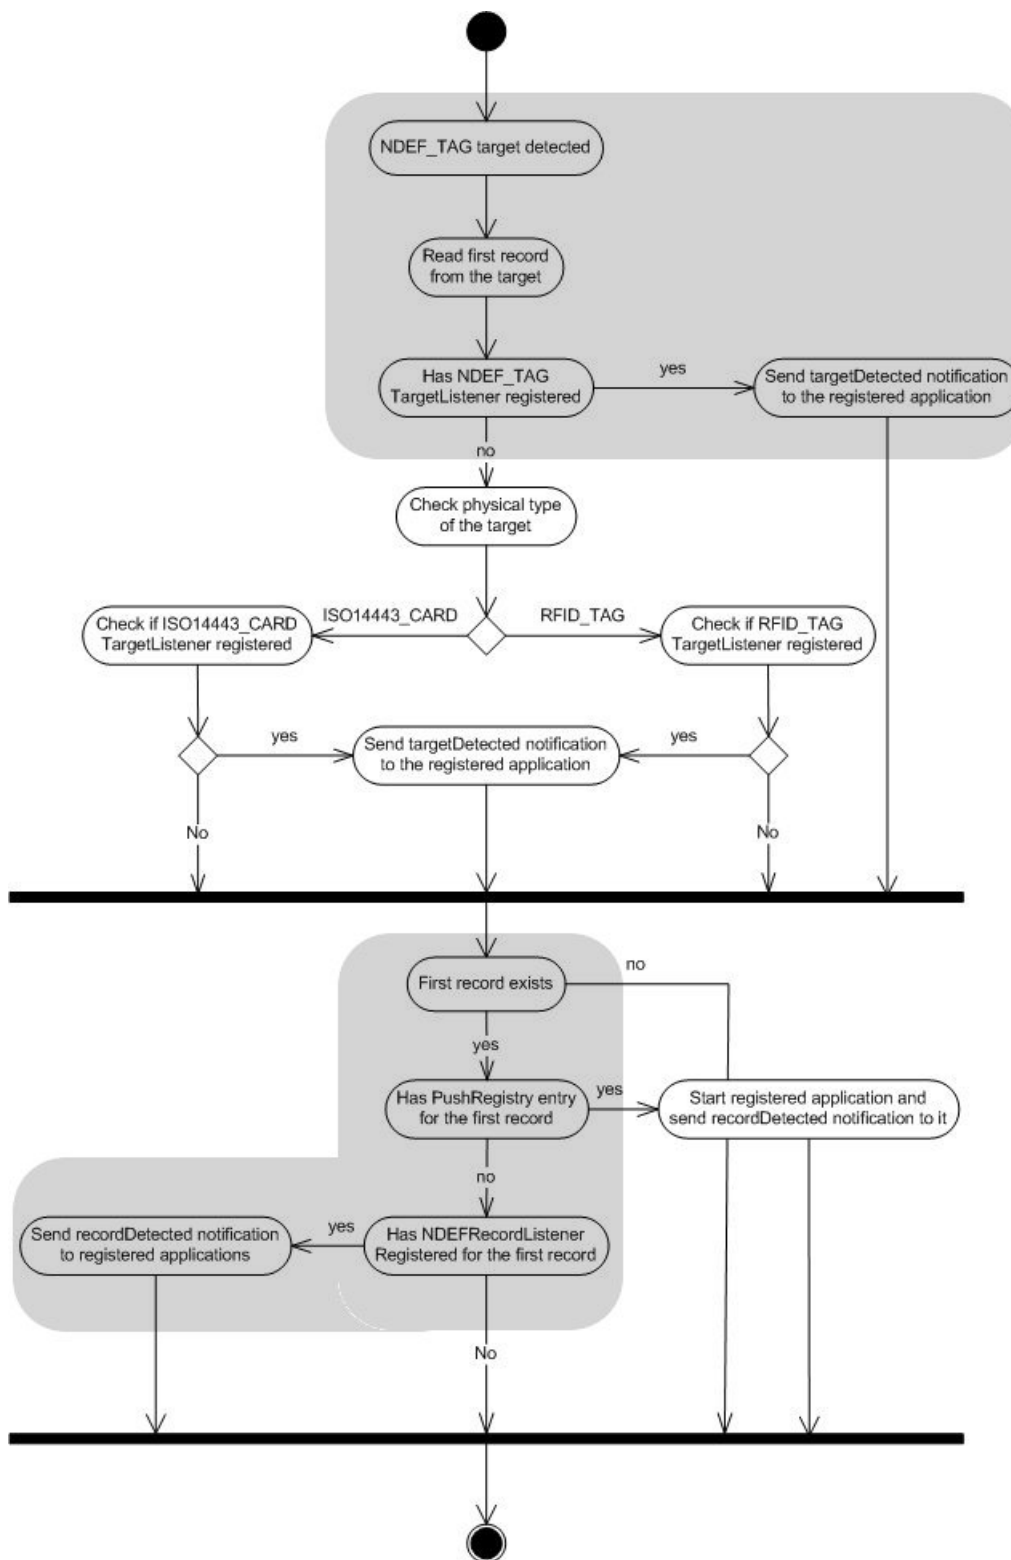 NDEF_TAG target detected
Read first record
from the target
Has NDEF_TAG
TargetListener registered
yes
Send targetDetected notification
to the registered application
no
Check physical type
of the target
ISO14443_CARD
RFID_TAG
Check if ISO14443_CARD
TargetListener registered
Check if RFID_TAG
TargetListener registered
yes
Send targetDetected notification
to the registered application
yes
No
No
First record exists
no
yes
Has PushRegistry entry
for the first record
yes
Start registered application and
send recordDetected notification to it
no
Send recordDetected notification
to registered applications
yes
Has NDEFRecordListener
Registered for the first record
No